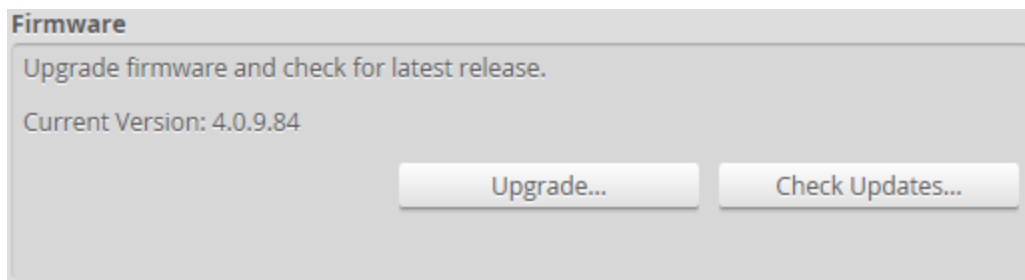 Firmware
Upgrade firmware and check for latest release.
Current Version: 4.0.9.84
Upgrade... Check Updates...